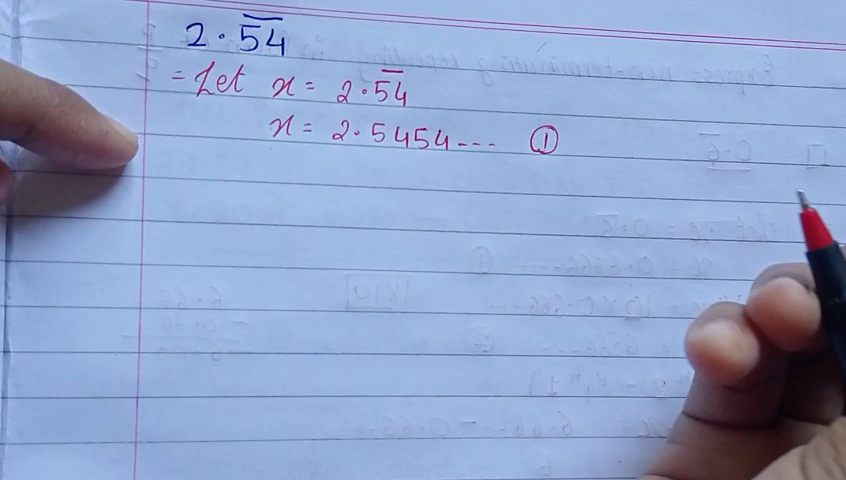 2.5̅4̅
= Let x = 2.5̅4̅
x = 2.5454--- ①